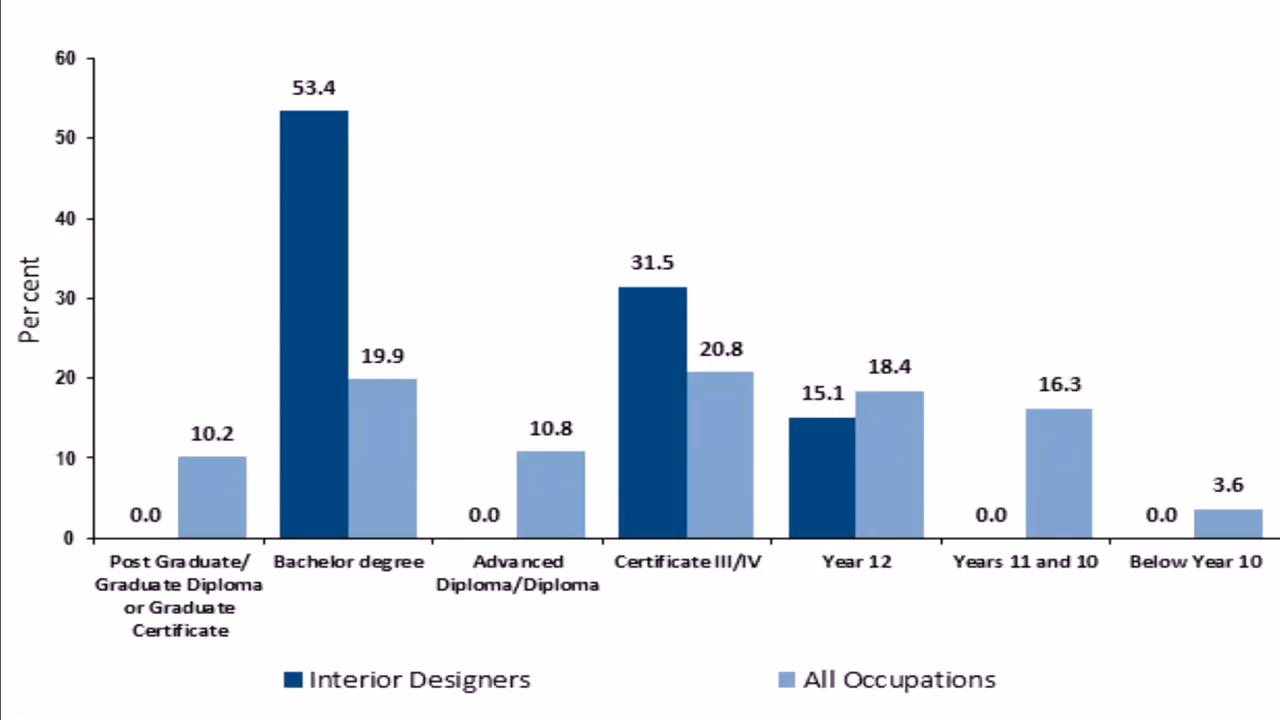 60
53.4
50
40
Per cent
31.5
30
20.8
19.9
20
18.4
16.3
15.1
10.8
10.2
10
3.6
0.0
0.0
0.0
0.0
0
Post Graduate/
Graduate Diploma
or Graduate
Certificate
Bachelor degree
Advanced
Diploma/Diploma
Certificate III/IV
Year 12
Years 11 and 10
Below Year 10
Interior Designers
All Occupations